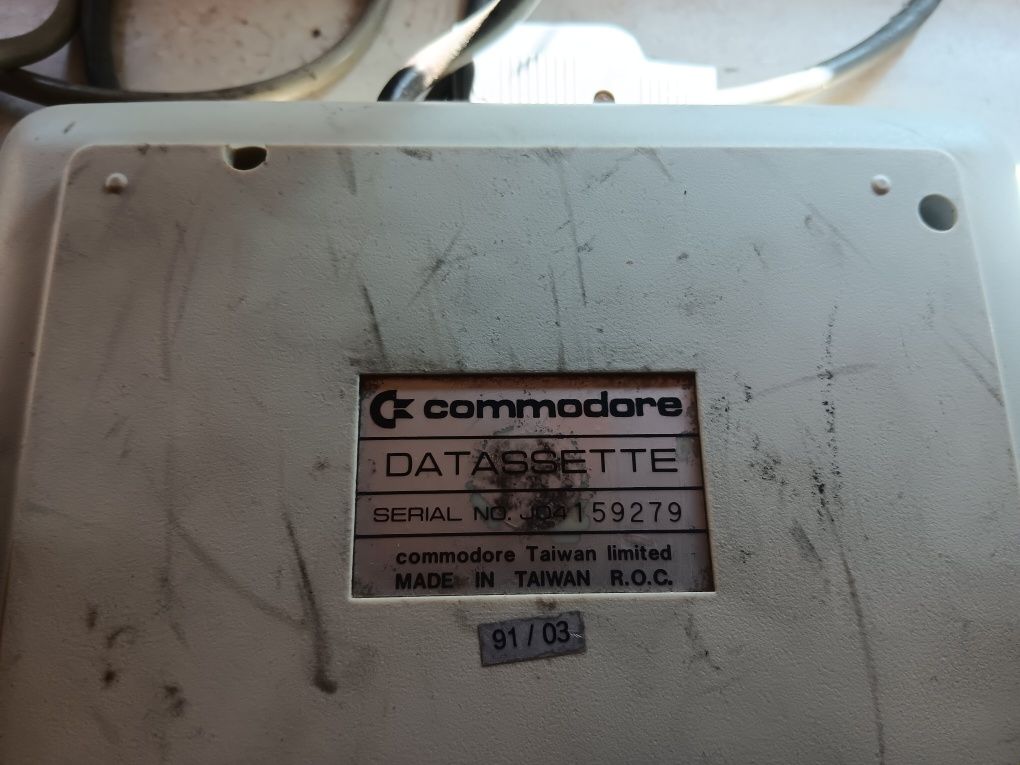 commodore
DATASSETTE
SERIAL NO. J04159279
commodore Taiwan limited
MADE IN TAIWAN R.O.C.
91/03